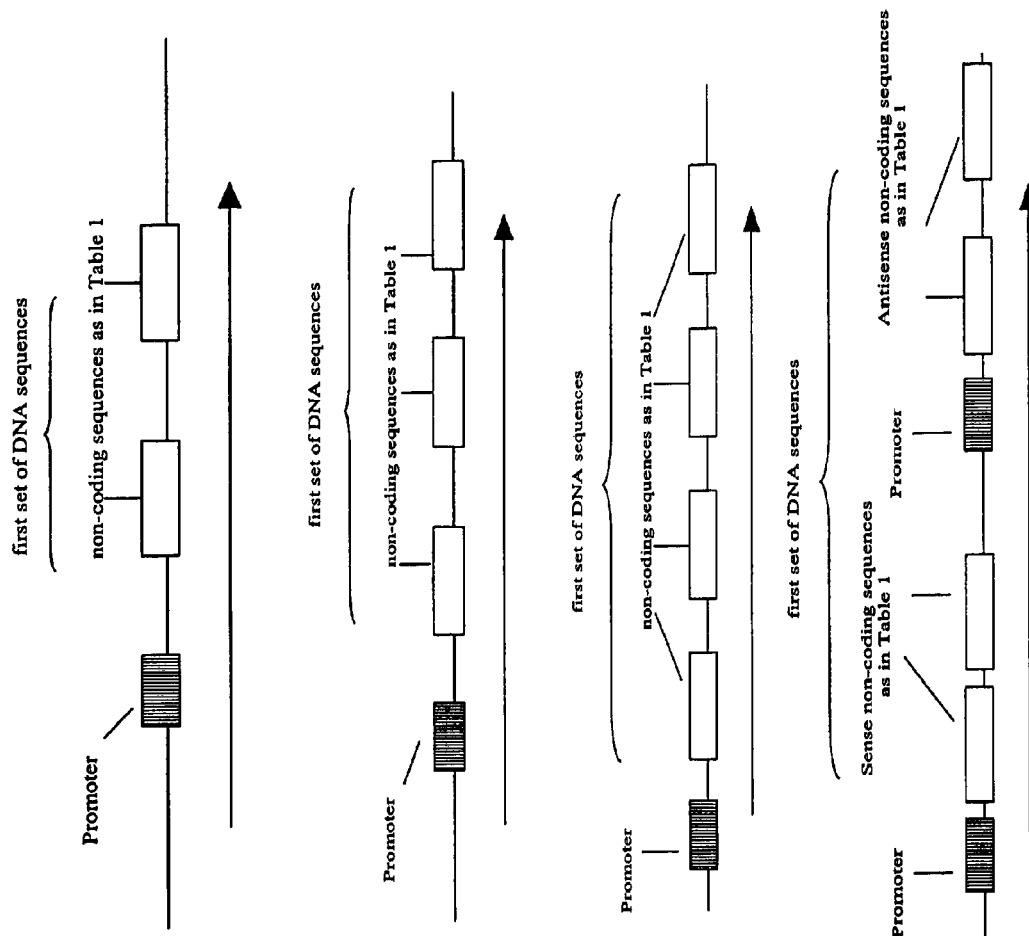 first set of DNA sequences
non-coding sequences as in Table 1
Promoter
first set of DNA sequences
non-coding sequences as in Table 1
Promoter
first set of DNA sequences
non-coding sequences as in Table 1
Promoter
first set of DNA sequences
Sense non-coding sequences
as in Table 1
Antisense non-coding sequences
as in Table 1
Promoter
Promoter